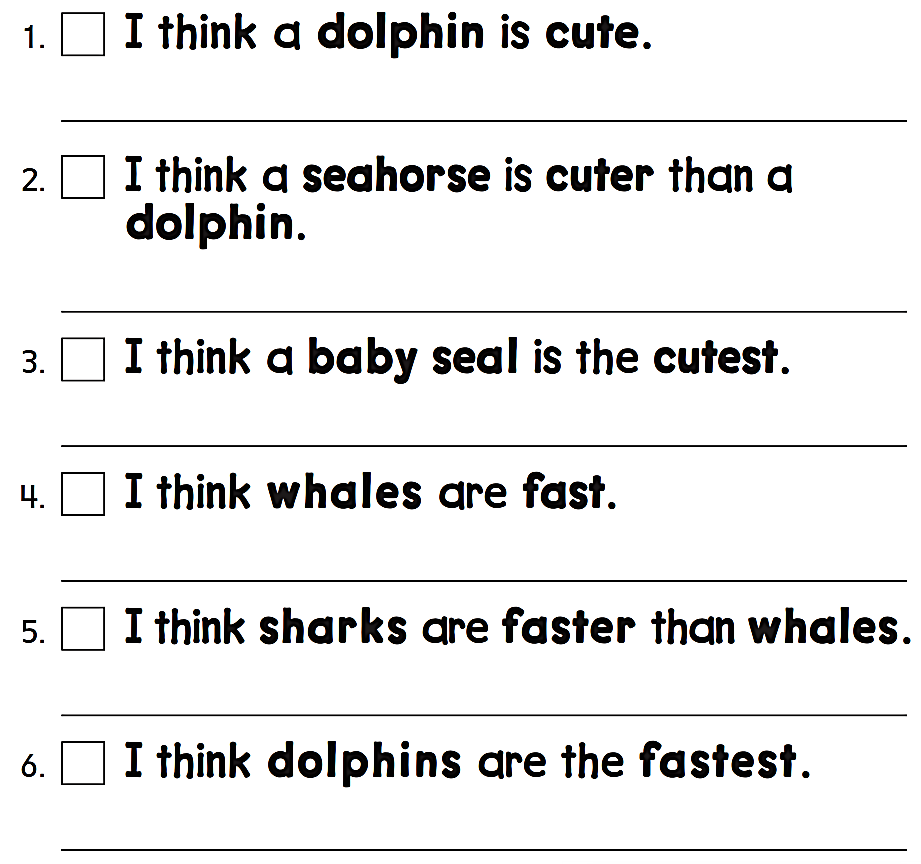 1. I think a dolphin is cute.
2. I think a seahorse is cuter than a
dolphin.
3. I think a baby seal is the cutest.
4. I think whales are fast.
5. I think sharks are faster than whales.
6. I think dolphins are the fastest.